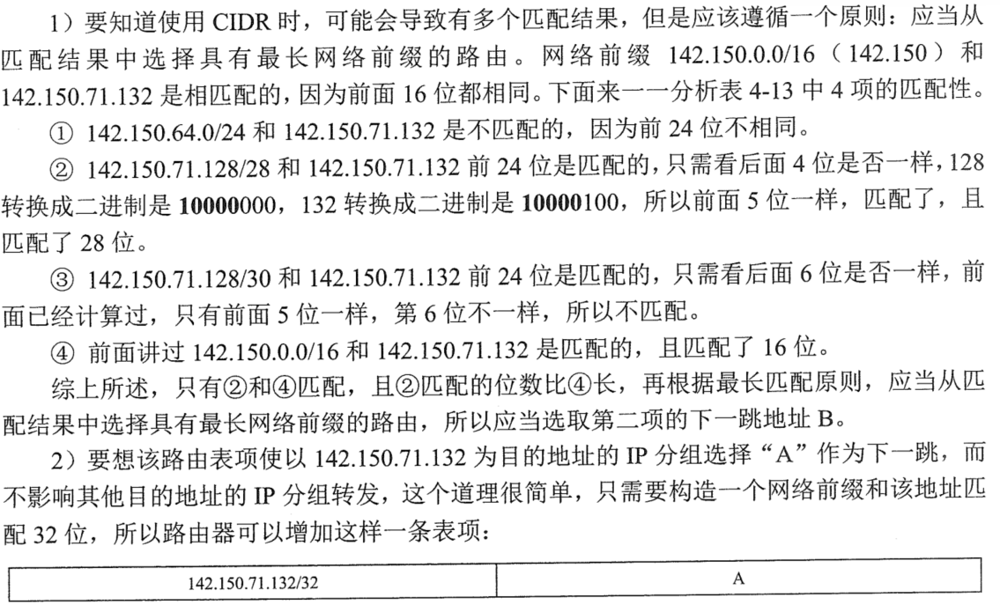 1）要知道使用 CIDR 时，可能会导致有多个匹配结果，但是应该遵循一个原则：应当从
匹配结果中选择具有最长网络前缀的路由。网络前缀 142.150.0.0/16（142.150）和
142.150.71.132 是相匹配的，因为前面 16 位都相同。下面来一一分析表 4-13 中 4 项的匹配性。
① 142.150.64.0/24 和 142.150.71.132 是不匹配的，因为前 24 位不相同。
② 142.150.71.128/28 和 142.150.71.132 前 24 位是匹配的，只需看后面 4 位是否一样，128
转换成二进制是 10000000，132 转换成二进制是 10000100，所以前面 5 位一样，匹配了，且
匹配了 28 位。
③ 142.150.71.128/30 和 142.150.71.132 前 24 位是匹配的，只需看后面 6 位是否一样，前
面已经计算过，只有前面 5 位一样，第 6 位不一样，所以不匹配。
④ 前面讲过 142.150.0.0/16 和 142.150.71.132 是匹配的，且匹配了 16 位。
综上所述，只有②和④匹配，且②匹配的位数比④长，再根据最长匹配原则，应当从匹
配结果中选择具有最长网络前缀的路由，所以应当选取第二项的下一跳地址 B。
2）要想该路由表项使以 142.150.71.132 为目的地址的 IP 分组选择“A”作为下一跳，而
不影响其他目的地址的 IP 分组转发，这个道理很简单，只需要构造一个网络前缀和该地址匹
配 32 位，所以路由器可以增加这样一条表项：
142.150.71.132/32 A